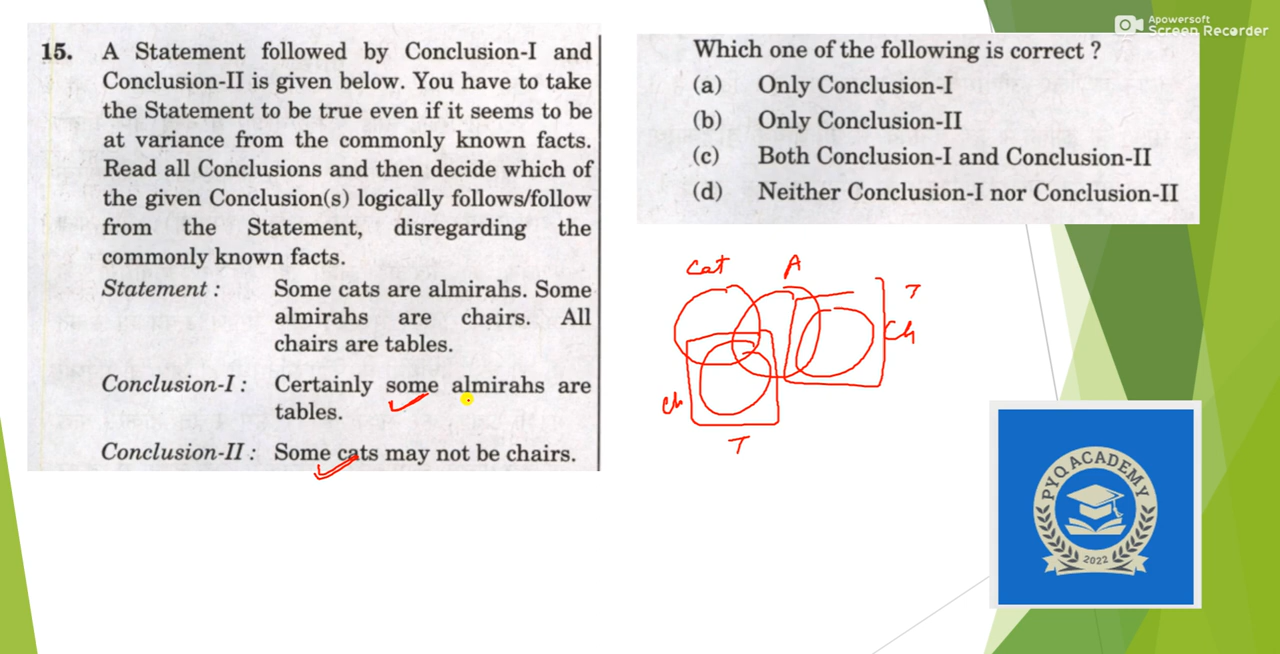 15. A Statement followed by Conclusion-I and
Conclusion-II is given below. You have to take
the Statement to be true even if it seems to be
at variance from the commonly known facts.
Read all Conclusions and then decide which of
the given Conclusion(s) logically follows/follow
from the Statement, disregarding the
commonly known facts.
Statement : Some cats are almirahs. Some
almirahs are chairs. All
chairs are tables.
Conclusion-I : Certainly some almirahs are
tables.
Conclusion-II : Some cats may not be chairs.
Which one of the following is correct ?
(a) Only Conclusion-I
(b) Only Conclusion-II
(c) Both Conclusion-I and Conclusion-II
(d) Neither Conclusion-I nor Conclusion-II
Cat A
T
Ch
Ch
T
Apowersoft
Screen Recorder
PYQ ACADEMY
2022